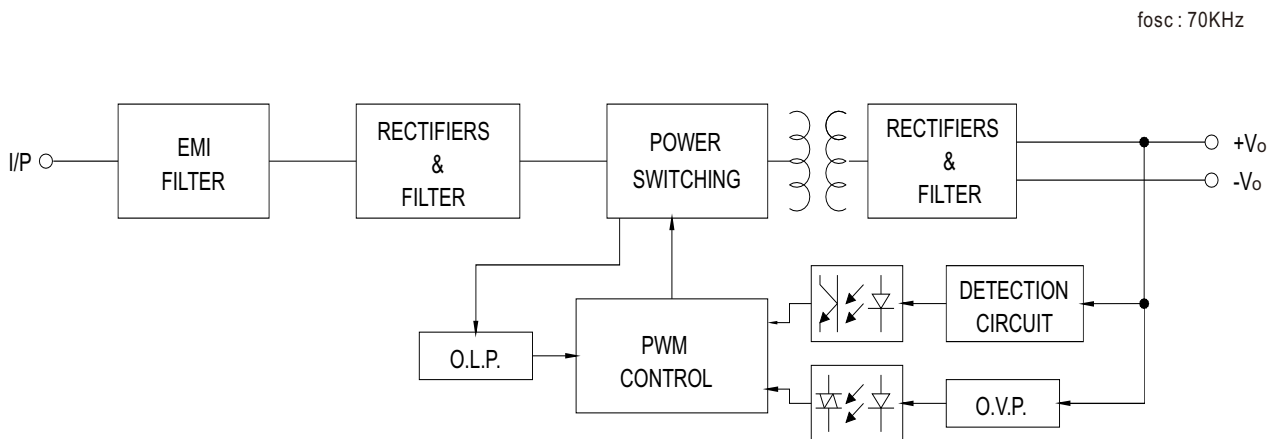 fosc : 70KHz
I/P
EMI
FILTER
RECTIFIERS
&
FILTER
POWER
SWITCHING
RECTIFIERS
&
FILTER
+Vo
-Vo
O.L.P.
PWM
CONTROL
DETECTION
CIRCUIT
O.V.P.